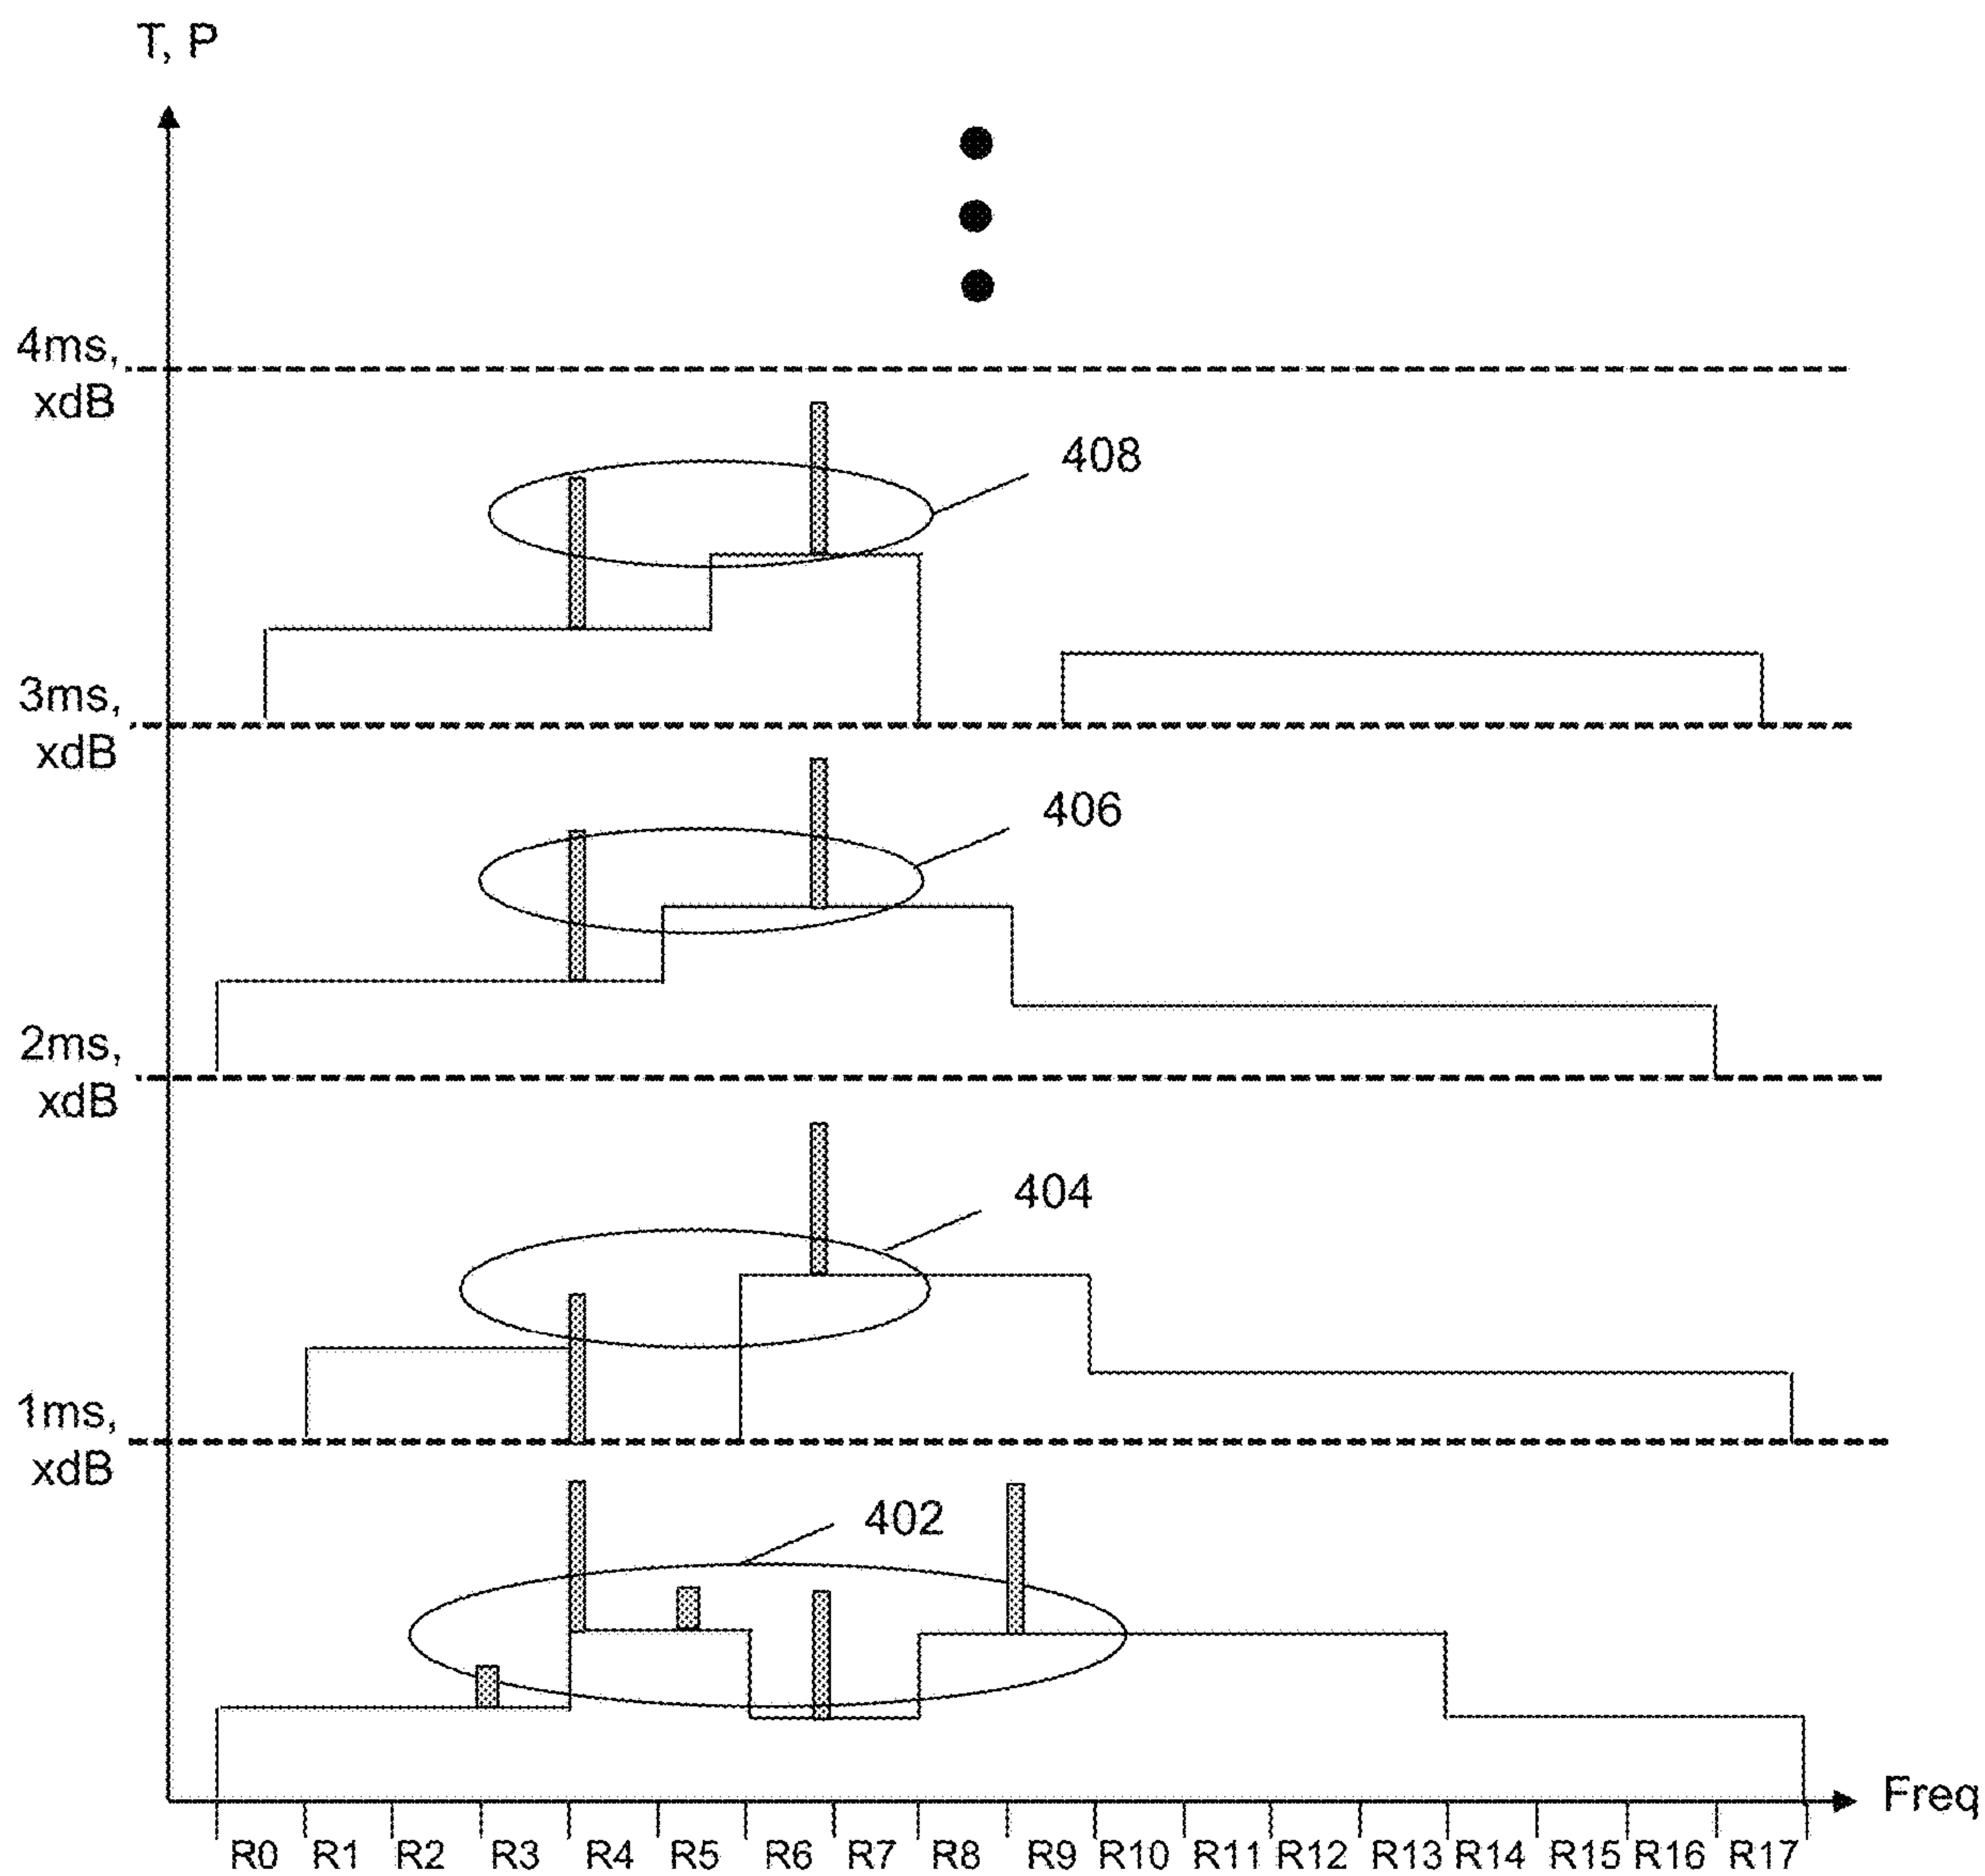 T, P
4ms,
xdB
408
3ms,
xdB
406
2ms,
xdB
404
1ms,
xdB
402
Freq
R0 R1 R2 R3 R4 R5 R6 R7 R8 R9 R10 R11 R12 R13 R14 R15 R16 R17